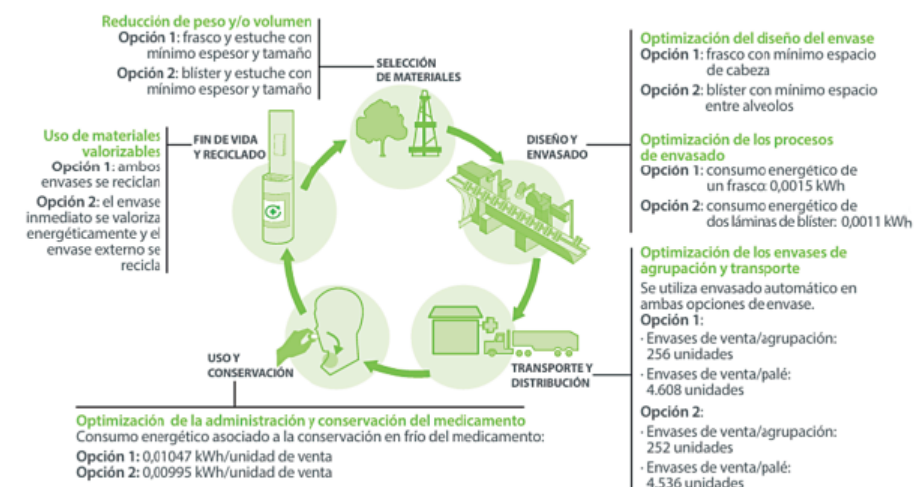 Reducción de peso y/o volumen
Opción 1: frasco y estuche con
mínimo espesor y tamaño
Opción 2: blíster y estuche con
mínimo espesor y tamaño
SELECCIÓN
DE MATERIALES
Optimización del diseño del envase
Opción 1: frasco con mínimo espacio
de cabeza
Opción 2: blíster con mínimo espacio
entre alveolos
DISEÑO Y
ENVASADO
Optimización de los procesos
de envasado
Opción 1: consumo energético de
un frasco: 0,0015 kWh
Opción 2: consumo energético de
dos láminas de blíster: 0,0011 kWh
Uso de materiales
valorizables
Opción 1: ambos
envases se reciclan
Opción 2: el envase
inmediato se valoriza
energéticamente y el
envase externo se
recicla
FIN DE VIDA
Y RECICLADO
Optimización de los envases de
agrupación y transporte
Se utiliza envasado automático en
ambas opciones de envase.
Opción 1:
· Envases de venta/agrupación:
256 unidades
· Envases de venta/palé:
4.608 unidades
Opción 2:
· Envases de venta/agrupación:
252 unidades
· Envases de venta/palé:
4.536 unidades
TRANSPORTE Y
DISTRIBUCIÓN
USO Y
CONSERVACIÓN
Optimización de la administración y conservación del medicamento
Consumo energético asociado a la conservación en frío del medicamento:
Opción 1: 0,01047 kWh/unidad de venta
Opción 2: 0,00995 kWh/unidad de venta